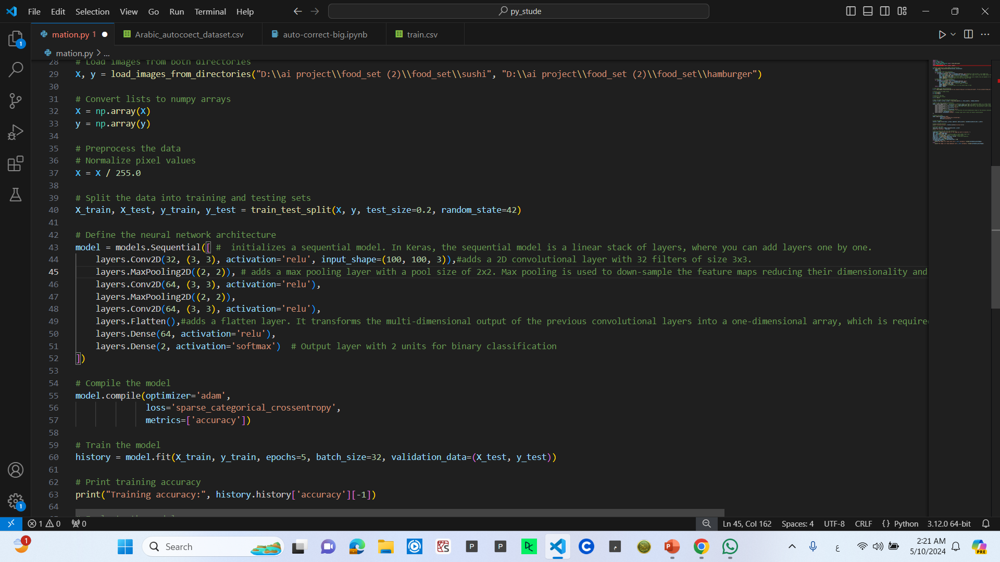 File Edit Selection View Go Run Terminal Help
py_stude
mation.py 1
Arabic_autocoect_dataset.csv
auto-correct-big.ipynb
train.csv
mation.py > ...
28 # Load images from both directories
29 X, y = load_images_from_directories("D:\\ai project\\food_set (2)\\food_set\\sushi", "D:\\ai project\\food_set (2)\\food_set\\hamburger")
30
31 # Convert lists to numpy arrays
32 X = np.array(X)
33 y = np.array(y)
34
35 # Preprocess the data
36 # Normalize pixel values
37 X = X / 255.0
38
39 # Split the data into training and testing sets
40 X_train, X_test, y_train, y_test = train_test_split(X, y, test_size=0.2, random_state=42)
41
42 # Define the neural network architecture
43 model = models.Sequential([ #  initializes a sequential model. In Keras, the sequential model is a linear stack of layers, where you can add layers one by one.
44     layers.Conv2D(32, (3, 3), activation='relu', input_shape=(100, 100, 3)),#adds a 2D convolutional layer with 32 filters of size 3x3.
45     layers.MaxPooling2D((2, 2)), # adds a max pooling layer with a pool size of 2x2. Max pooling is used to down-sample the feature maps reducing their dimensionality and
46     layers.Conv2D(64, (3, 3), activation='relu'),
47     layers.MaxPooling2D((2, 2)),
48     layers.Conv2D(64, (3, 3), activation='relu'),
49     layers.Flatten(),#adds a flatten layer. It transforms the multi-dimensional output of the previous convolutional layers into a one-dimensional array, which is require
50     layers.Dense(64, activation='relu'),
51     layers.Dense(2, activation='softmax')  # Output layer with 2 units for binary classification
52 ])
53
54 # Compile the model
55 model.compile(optimizer='adam',
56               loss='sparse_categorical_crossentropy',
57               metrics=['accuracy'])
58
59 # Train the model
60 history = model.fit(X_train, y_train, epochs=5, batch_size=32, validation_data=(X_test, y_test))
61
62 # Print training accuracy
63 print("Training accuracy:", history.history['accuracy'][-1])
64
1 0 0
Ln 45, Col 162 Spaces: 4 UTF-8 CRLF {} Python 3.12.0 64-bit
Search
ع
2:21 AM
5/10/2024
PRE